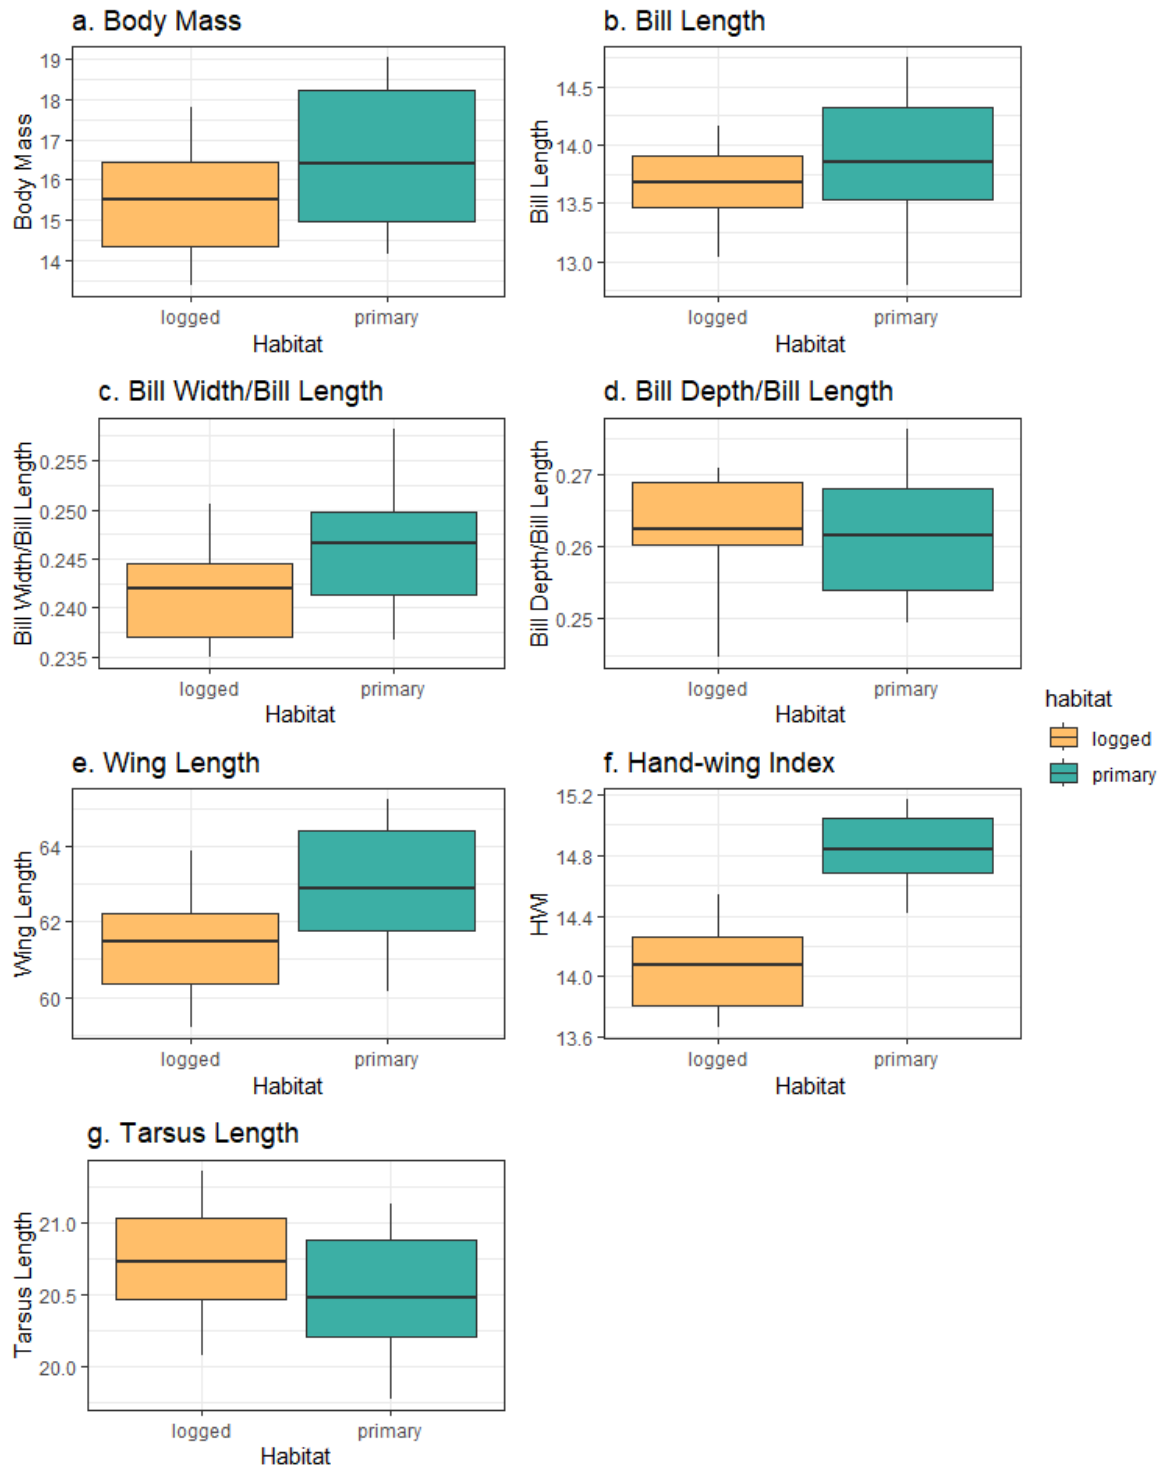 a. Body Mass
Body Mass
19
18
17
16
15
14
logged primary
Habitat
b. Bill Length
Bill Length
14.5
14.0
13.5
13.0
logged primary
Habitat
c. Bill Width/Bill Length
Bill Width/Bill Length
0.255
0.250
0.245
0.240
0.235
logged primary
Habitat
d. Bill Depth/Bill Length
Bill Depth/Bill Length
0.27
0.26
0.25
logged primary
Habitat
e. Wing Length
Wing Length
64
62
60
logged primary
Habitat
f. Hand-wing Index
HWI
15.2
14.8
14.4
14.0
13.6
logged primary
Habitat
g. Tarsus Length
Tarsus Length
21.0
20.5
20.0
logged primary
Habitat
habitat
logged
primary